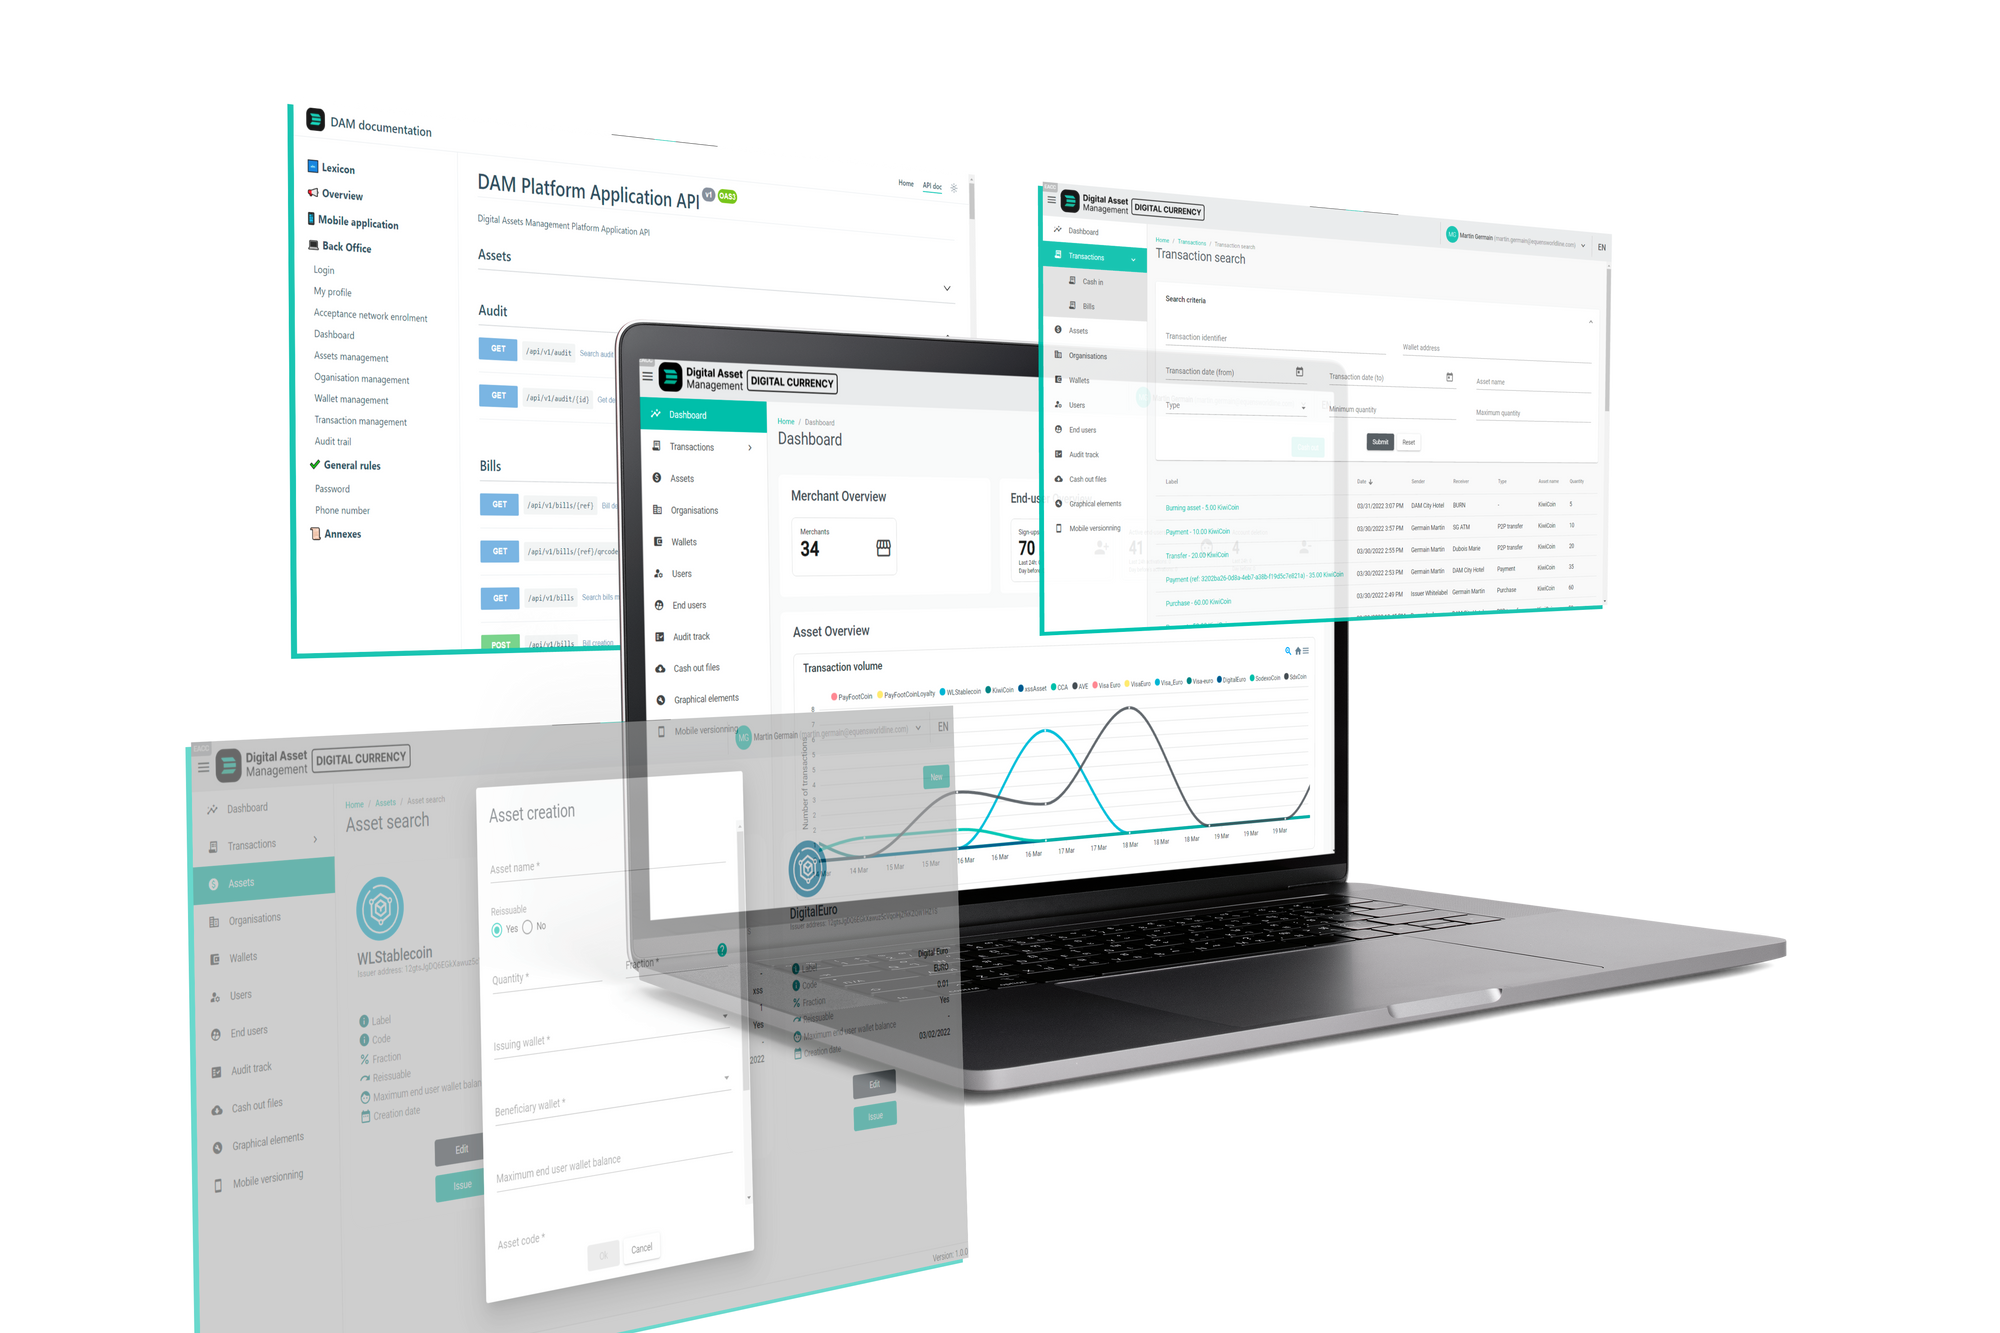 DAM documentation
Lexicon
Overview
Mobile application
Back Office
Login
My profile
Acceptance network enrolment
Dashboard
Assets management
Oganisation management
Wallet management
Transaction management
Audit trail
General rules
Password
Phone number
Annexes
Home API doc
DAM Platform Application API v1 OAS3
Digital Assets Management Platform Application API
Assets
Audit
GET /api/v1/audit Search audit
GET /api/v1/audit/{id} Get de
Bills
GET /api/v1/bills/{ref} Bill
GET /api/v1/bills/{ref}/qrcode
GET /api/v1/bills Search bills
POST /api/v1/bills Bill creation
Digital Asset
Management DIGITAL CURRENCY
Martin Germain
EN
Dashboard
Transactions
Cash in
Bills
Assets
Organisations
Wallets
Users
End users
Audit track
Cash out files
Graphical elements
Mobile versionning
Home / Transactions / Transaction search
Transaction search
Search criteria
Transaction identifier
Wallet address
Transaction date (from)
Transaction date (to)
Asset name
Type
Minimum quantity
Maximum quantity
Submit Reset
Label Date Sender Receiver Type Asset name Quantity
Burning asset - 5.00 KiwiCoin 03/31/2022 3:07 PM DAM City Hotel BURN - KiwiCoin 5
Payment - 10.00 KiwiCoin 03/30/2022 3:57 PM Germain Martin SG ATM P2P transfer KiwiCoin 10
Transfer - 20.00 KiwiCoin 03/30/2022 2:55 PM Germain Martin Dubois Marie P2P transfer KiwiCoin 20
Payment (ref: 3202ba26-0d8a-4eb7-a38b-f19d5c7e821a) - 35.00 KiwiCoin 03/30/2022 2:53 PM Germain Martin DAM City Hotel Payment KiwiCoin 35
Purchase - 60.00 KiwiCoin 03/30/2022 2:49 PM Issuer Whitelabel Germain Martin Purchase KiwiCoin 60
Digital Asset
Management DIGITAL CURRENCY
Dashboard
Transactions
Assets
Organisations
Wallets
Users
End users
Audit track
Cash out files
Graphical elements
Mobile versionning
Home / Dashboard
Dashboard
Merchant Overview
Merchants
34
End-us
Sign-ups
70
Last 24h
Day before
41
4
Asset Overview
Transaction volume
PayFootCoin PayFootCoinLoyalty WLStablecoin KiwiCoin xssAsset CCA AVE Visa Euro VisaEuro Visa_Euro Visa-euro DigitalEuro SodexoCoin SdxCoin
Number of transactions
8
7
6
5
4
3
2
1
14 Mar 15 Mar 15 Mar 16 Mar 16 Mar 16 Mar 17 Mar 17 Mar 18 Mar 18 Mar 18 Mar 19 Mar 19 Mar 19 Mar
Digital Asset
Management DIGITAL CURRENCY
MG Martin Germain
EN
Dashboard
Transactions
Assets
Organisations
Wallets
Users
End users
Audit track
Cash out files
Graphical elements
Mobile versionning
Home / Assets / Asset search
Asset search
New
WLStablecoin
Label
Code
Fraction
Reissuable
Maximum end user wallet balan
Creation date
Edit
Issue
Asset creation
Asset name *
Reissuable
Yes No
Quantity *
Fraction *
Issuing wallet *
Beneficiary wallet *
Maximum end user wallet balance
Asset code *
Ok Cancel
xss
1
Yes
-
2022
DigitalEuro
Label Digital Euro
Code EURO
Fraction 0.01
Reissuable Yes
Maximum end user wallet balance -
Creation date 03/02/2022
Edit
Issue
Version: 1.0.0